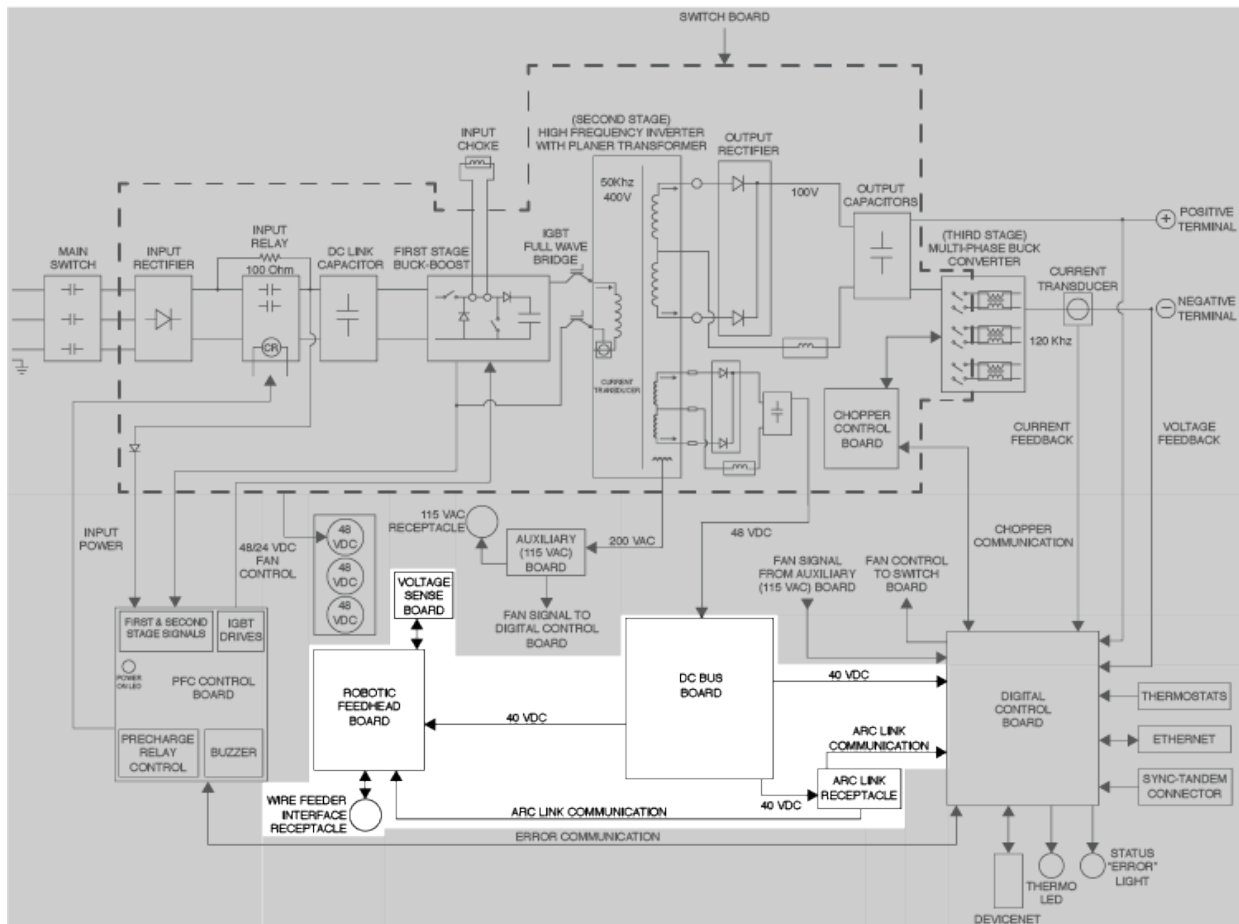 SWITCH BOARD
(SECOND STAGE)
HIGH FREQUENCY INVERTER
WITH PLANER TRANSFORMER
INPUT
CHOKE
OUTPUT
RECTIFIER
50Khz
400V
100V
OUTPUT
CAPACITORS
POSITIVE
TERMINAL
MAIN
SWITCH
INPUT
RECTIFIER
INPUT
RELAY
100 Ohm
DC LINK
CAPACITOR
FIRST STAGE
BUCK-BOOST
IGBT
FULL WAVE
BRIDGE
(THIRD STAGE)
MULTI-PHASE BUCK
CONVERTER
CURRENT
TRANSDUCER
NEGATIVE
TERMINAL
CR
120 Khz
CURRENT
TRANSDUCER
CHOPPER
CONTROL
BOARD
CURRENT
FEEDBACK
VOLTAGE
FEEDBACK
INPUT
POWER
48/24 VDC
FAN
CONTROL
48
VDC
48
VDC
48
VDC
115 VAC
RECEPTACLE
AUXILIARY
(115 VAC)
BOARD
200 VAC
48 VDC
CHOPPER
COMMUNICATION
FAN SIGNAL
FROM AUXILIARY
(115 VAC) BOARD
FAN CONTROL
TO SWITCH
BOARD
VOLTAGE
SENSE
BOARD
FAN SIGNAL TO
DIGITAL CONTROL
BOARD
FIRST & SECOND
STAGE SIGNALS
IGBT
DRIVES
POWER
ON LED
PFC CONTROL
BOARD
PRECHARGE
RELAY
CONTROL
BUZZER
ROBOTIC
FEEDHEAD
BOARD
40 VDC
DC BUS
BOARD
40 VDC
DIGITAL
CONTROL
BOARD
THERMOSTATS
ETHERNET
SYNC-TANDEM
CONNECTOR
ARC LINK
COMMUNICATION
ARC LINK
RECEPTACLE
40 VDC
WIRE FEEDER
INTERFACE
RECEPTACLE
ARC LINK COMMUNICATION
ERROR COMMUNICATION
DEVICENET
THERMO
LED
STATUS
"ERROR"
LIGHT